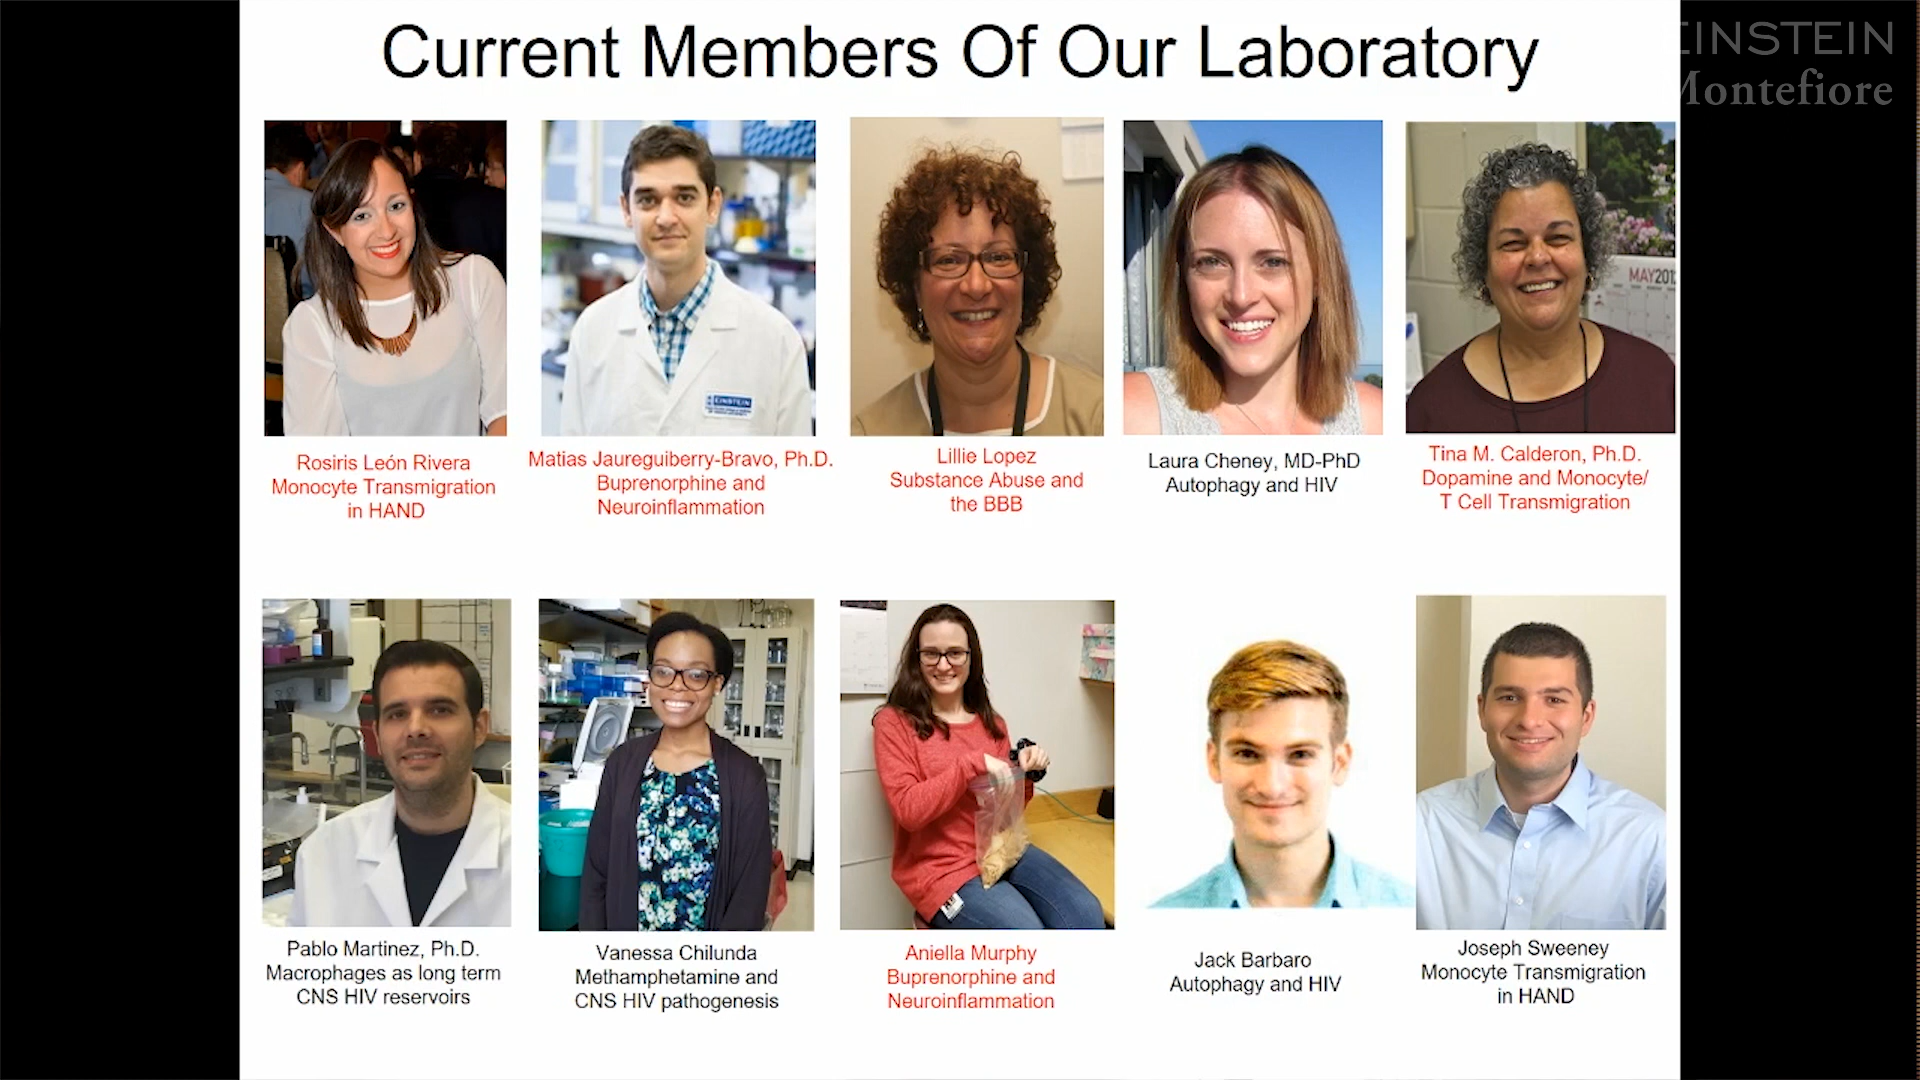 Current Members Of Our Laboratory
EINSTEIN
Montefiore
MAY201
EINSTEIN
Rosiris León Rivera
Monocyte Transmigration
in HAND
Matias Jaureguiberry-Bravo, Ph.D.
Buprenorphine and
Neuroinflammation
Lillie Lopez
Substance Abuse and
the BBB
Laura Cheney, MD-PhD
Autophagy and HIV
Tina M. Calderon, Ph.D.
Dopamine and Monocyte/
T Cell Transmigration
Pablo Martinez, Ph.D.
Macrophages as long term
CNS HIV reservoirs
Vanessa Chilunda
Methamphetamine and
CNS HIV pathogenesis
Aniella Murphy
Buprenorphine and
Neuroinflammation
Jack Barbaro
Autophagy and HIV
Joseph Sweeney
Monocyte Transmigration
in HAND